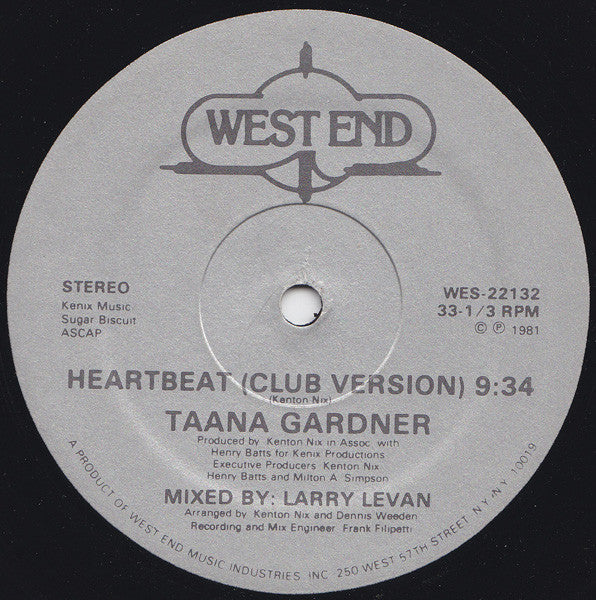 WEST END
STEREO
Kenix Music
Sugar Biscuit
ASCAP
WES-22132
33-1/3 RPM
© ℗ 1981
HEARTBEAT (CLUB VERSION) 9:34
(Kenton Nix)
TAANA GARDNER
Produced by Kenton Nix in Assoc. with
Henry Batts for Kenix Productions
Executive Producers Kenton Nix
Henry Batts and Milton A. Simpson
MIXED BY: LARRY LEVAN
Arranged by Kenton Nix and Dennis Weeden
Recording and Mix Engineer Frank Filipetti
A PRODUCT OF WEST END MUSIC INDUSTRIES, INC. 250 WEST 57TH STREET, N.Y. N.Y. 10019